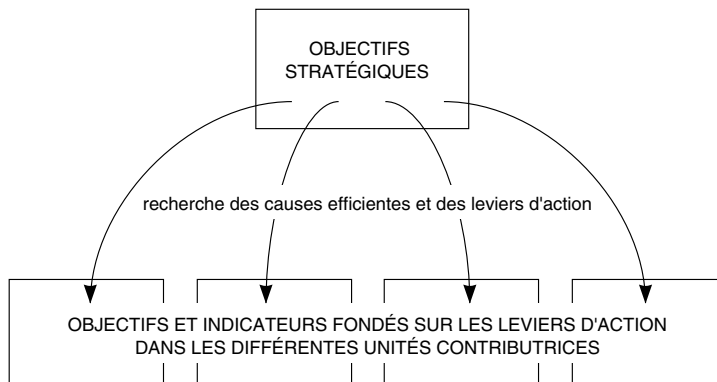 OBJECTIFS
STRATÉGIQUES
recherche des causes efficientes et des leviers d'action
OBJECTIFS ET INDICATEURS FONDÉS SUR LES LEVIERS D'ACTION
DANS LES DIFFÉRENTES UNITÉS CONTRIBUTRICES